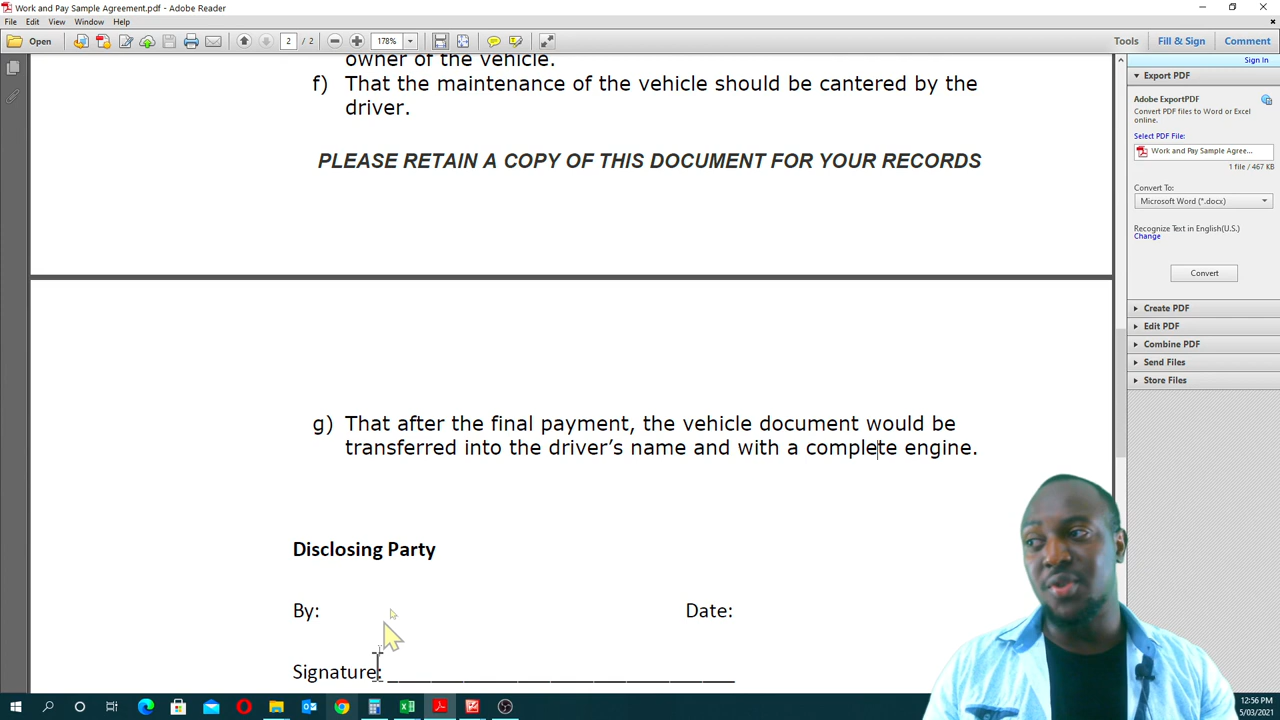 Work and Pay Sample Agreement.pdf - Adobe Reader
File Edit View Window Help
Open 2 / 2 178% Tools Fill & Sign Comment
Sign In
Export PDF
Adobe ExportPDF
Convert PDF files to Word or Excel
online.
Select PDF File:
Work and Pay Sample Agree...
1 file / 467 KB
Convert To:
Microsoft Word (*.docx)
Recognize Text in English(U.S.)
Change
Convert
Create PDF
Edit PDF
Combine PDF
Send Files
Store Files
owner of the vehicle.
f) That the maintenance of the vehicle should be cantered by the
driver.
PLEASE RETAIN A COPY OF THIS DOCUMENT FOR YOUR RECORDS
g) That after the final payment, the vehicle document would be
transferred into the driver’s name and with a complete engine.
Disclosing Party
By: Date:
Signature: ________________________________
12:56 PM
5/03/2021